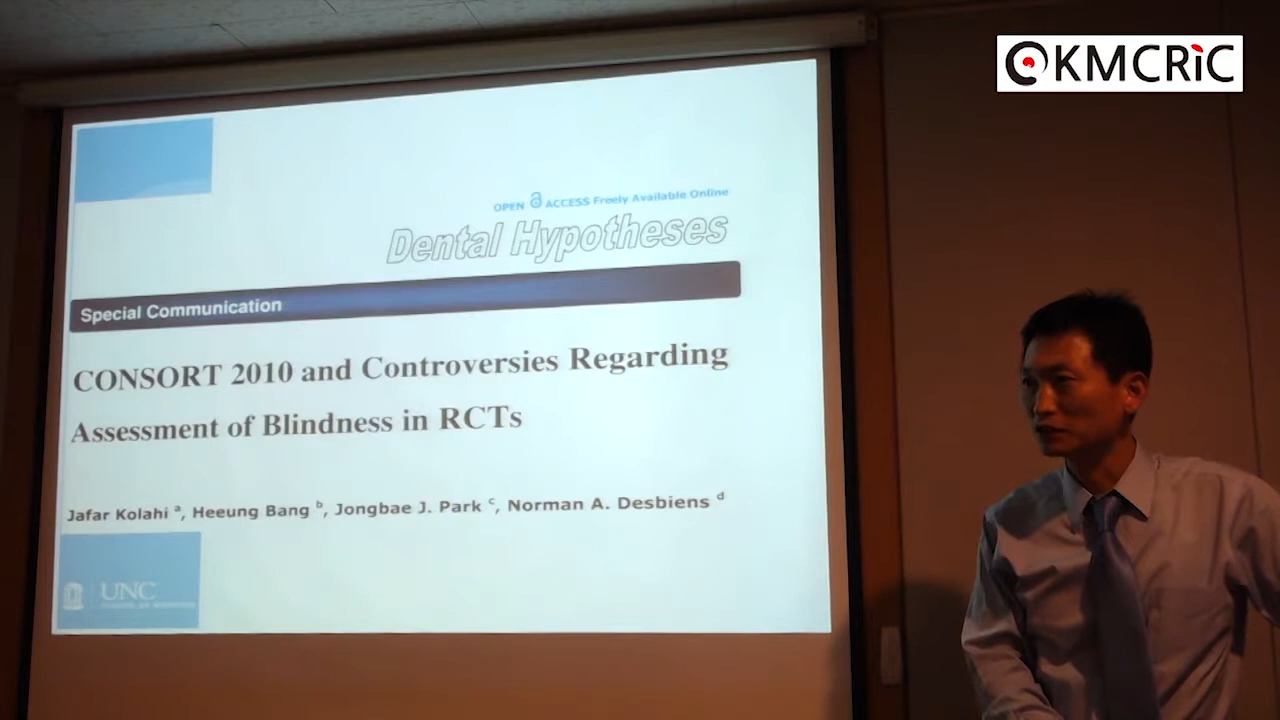 KMCRiC
OPEN ACCESS Freely Available Online
Dental Hypotheses
Special Communication
CONSORT 2010 and Controversies Regarding
Assessment of Blindness in RCTs
Jafar Kolahi a, Heeung Bang b, Jongbae J. Park c, Norman A. Desbiens d
UNC